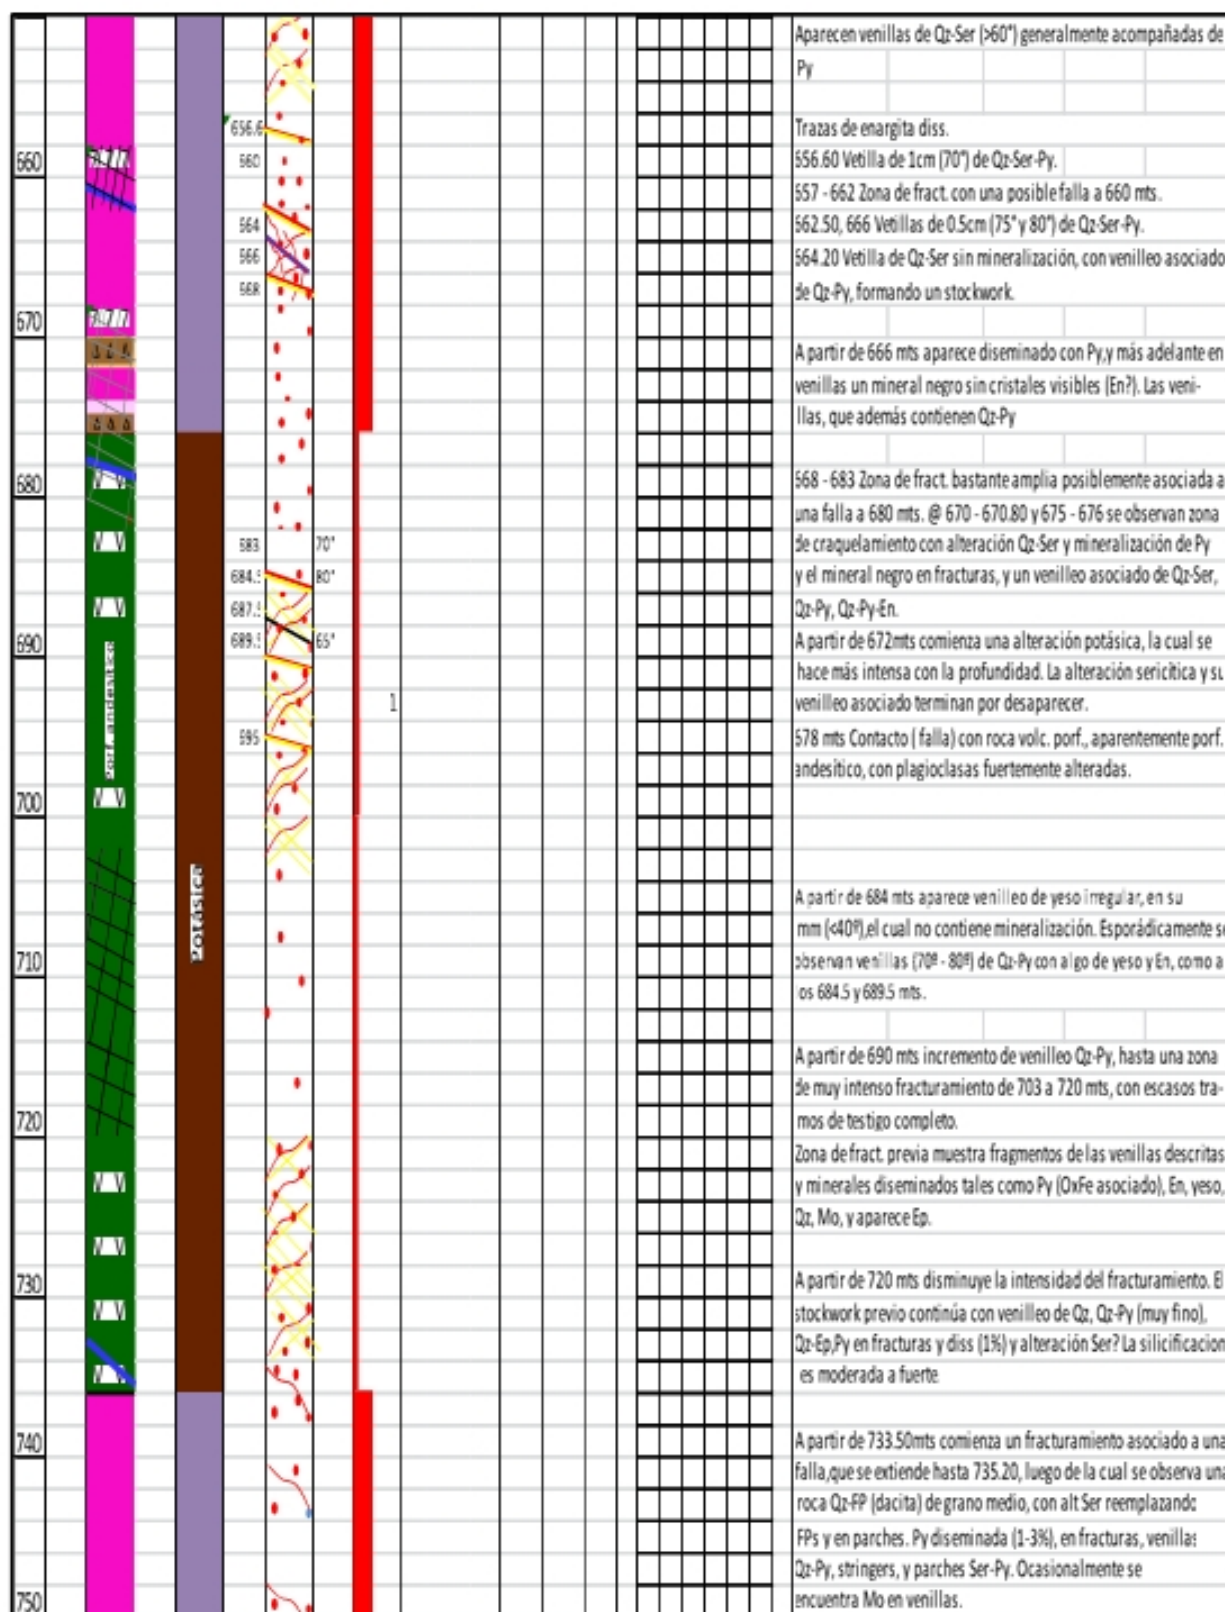 Aparecen venillas de Qz-Ser (>60°) generalmente acompañadas de
Py
Trazas de enargita diss.
656.60 Vetilla de 1cm (70°) de Qz-Ser-Py.
657 - 662 Zona de fract. con una posible falla a 660 mts.
662.50, 666 Vetillas de 0.5cm (75° y 80°) de Qz-Ser-Py.
664.20 Vetilla de Qz-Ser sin mineralización, con venilleo asociado
de Qz-Py, formando un stockwork.
A partir de 666 mts aparece diseminado con Py,y más adelante en
venillas un mineral negro sin cristales visibles (En?). Las veni-
llas, que además contienen Qz-Py
668 - 683 Zona de fract. bastante amplia posiblemente asociada a
una falla a 680 mts. @ 670 - 670.80 y 675 - 676 se observan zona
de craquelamiento con alteración Qz-Ser y mineralización de Py
y el mineral negro en fracturas, y un venilleo asociado de Qz-Ser,
Qz-Py, Qz-Py-En.
A partir de 672mts comienza una alteración potásica, la cual se
hace más intensa con la profundidad. La alteración sericítica y su
venilleo asociado terminan por desaparecer.
678 mts Contacto ( falla) con roca volc. porf., aparentemente porf.
andesítico, con plagioclasas fuertemente alteradas.
A partir de 684 mts aparece venilleo de yeso irregular, en su
mm (<40º),el cual no contiene mineralización. Esporádicamente se
observan venillas (70º - 80º) de Qz-Py con algo de yeso y En, como a
los 684.5 y 689.5 mts.
A partir de 690 mts incremento de venilleo Qz-Py, hasta una zona
de muy intenso fracturamiento de 703 a 720 mts, con escasos tra-
mos de testigo completo.
Zona de fract. previa muestra fragmentos de las venillas descritas
y minerales diseminados tales como Py (OxFe asociado), En, yeso,
Qz, Mo, y aparece Ep.
A partir de 720 mts disminuye la intensidad del fracturamiento. El
stockwork previo continúa con venilleo de Qz, Qz-Py (muy fino),
Qz-Ep,Py en fracturas y diss (1%) y alteración Ser? La silicificacion
es moderada a fuerte
A partir de 733.50mts comienza un fracturamiento asociado a una
falla,que se extiende hasta 735.20, luego de la cual se observa una
roca Qz-FP (dacita) de grano medio, con alt Ser reemplazando
FPs y en parches. Py diseminada (1-3%), en fracturas, venillas
Qz-Py, stringers, y parches Ser-Py. Ocasionalmente se
encuentra Mo en venillas.
660
670
680
690
700
710
720
730
740
750
Porf. andesítico
Potásica
656.6
660
664
666
668
683 70°
684.5 80°
687.5
689.5 65°
695
1